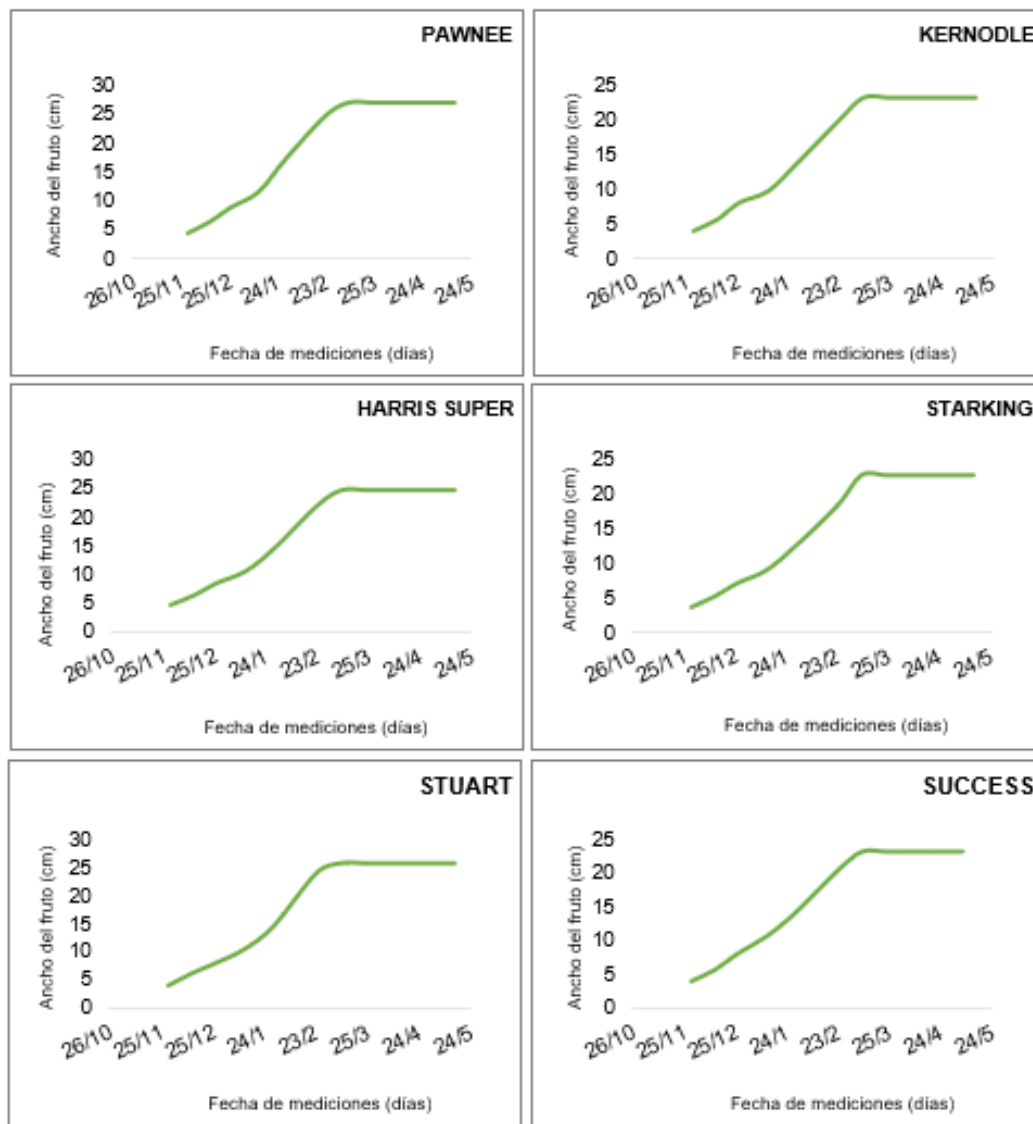 PAWNEE
Ancho del fruto (cm)
30
25
20
15
10
5
0
26/10 25/11 25/12 24/1 23/2 25/3 24/4 24/5
Fecha de mediciones (días)
KERNODLE
Ancho del fruto (cm)
25
20
15
10
5
0
26/10 25/11 25/12 24/1 23/2 25/3 24/4 24/5
Fecha de mediciones (días)
HARRIS SUPER
Ancho del fruto (cm)
30
25
20
15
10
5
0
26/10 25/11 25/12 24/1 23/2 25/3 24/4 24/5
Fecha de mediciones (días)
STARKING
Ancho del fruto (cm)
25
20
15
10
5
0
26/10 25/11 25/12 24/1 23/2 25/3 24/4 24/5
Fecha de mediciones (días)
STUART
Ancho del fruto (cm)
30
25
20
15
10
5
0
26/10 25/11 25/12 24/1 23/2 25/3 24/4 24/5
Fecha de mediciones (días)
SUCCESS
Ancho del fruto (cm)
25
20
15
10
5
0
26/10 25/11 25/12 24/1 23/2 25/3 24/4 24/5
Fecha de mediciones (días)